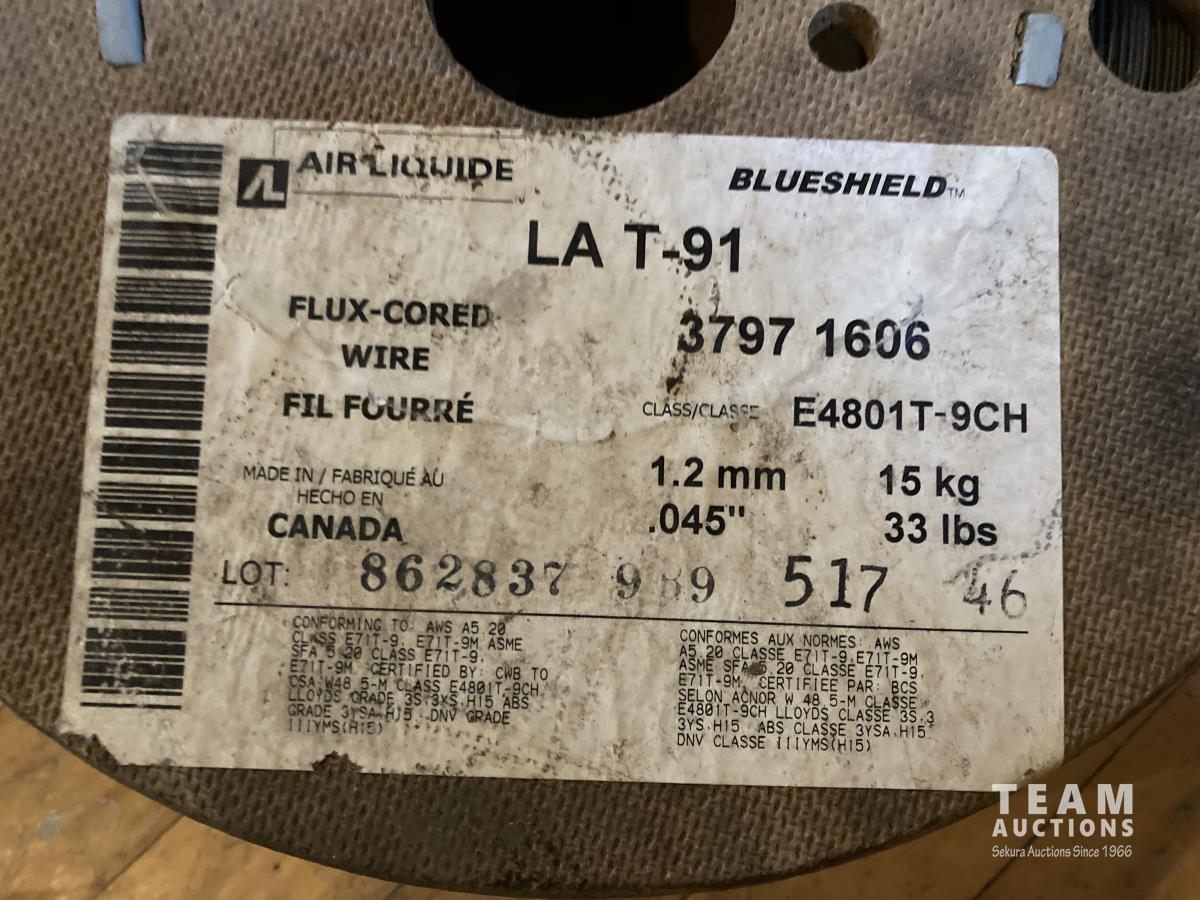 AIR LIQUIDE
BLUESHIELD™
LA T-91
FLUX-CORED
WIRE
3797 1606
FIL FOURRÉ
CLASS/CLASSE E4801T-9CH
MADE IN / FABRIQUÉ AU
HECHO EN
CANADA
1.2 mm 15 kg
.045" 33 lbs
LOT: 862837 9 9 517 46
CONFORMING TO: AWS A5 20
CLASS E71T-9, E71T-9M ASME
SFA 5 20 CLASS E71T-9,
E71T-9M CERTIFIED BY: CWB TO
CSA W48 5-M CLASS E4801T-9CH
LLOYDS GRADE 3S.3YS.H15 ABS
GRADE 3YSA.H15 DNV GRADE
IIIYMS(H15)
CONFORMES AUX NORMES: AWS
A5.20 CLASSE E71T-9,E71T-9M
ASME SFA 5.20 CLASSE E71T-9,
E71T-9M, CERTIFIEE PAR: BCS
SELON ACNOR W 48.5-M CLASSE
E4801T-9CH LLOYDS CLASSE 3S.3
3YS.H15 ABS CLASSE 3YSA.H15
DNV CLASSE IIIYMS(H15)
TEAM
AUCTIONS
Sekura Auctions Since 1966